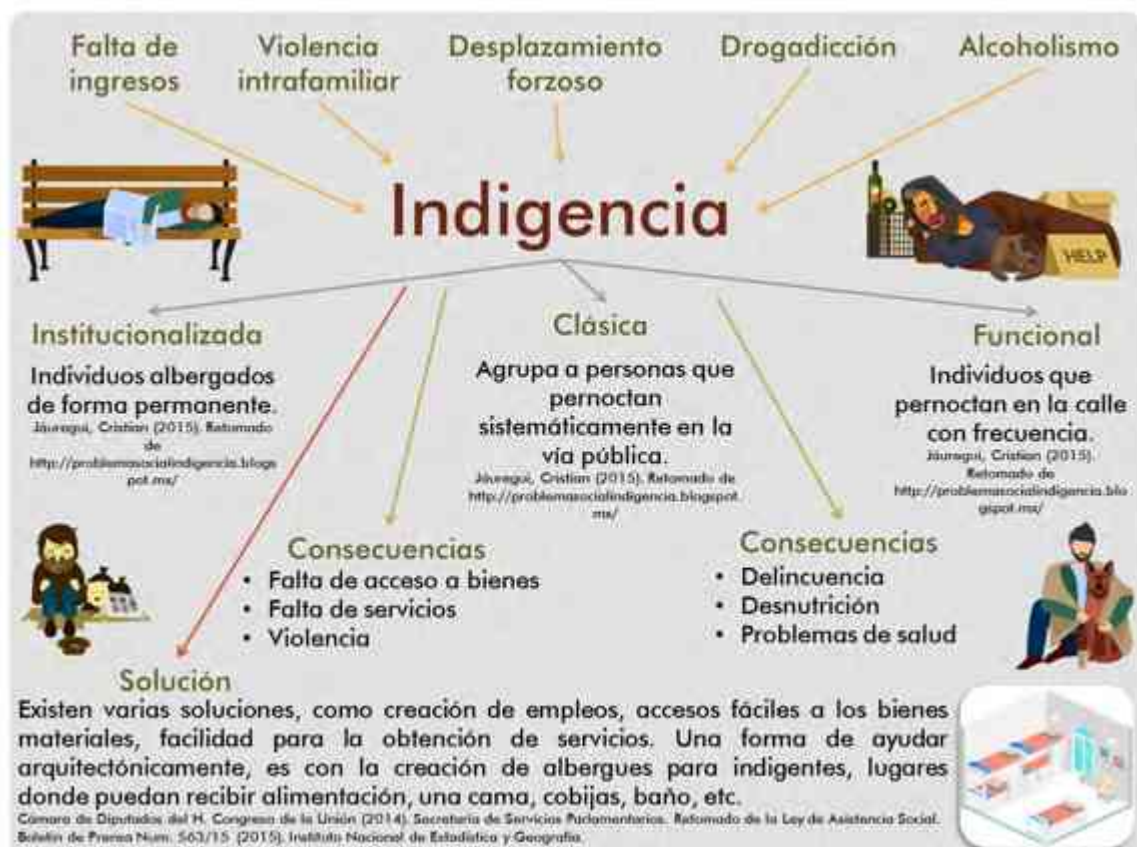 Falta de
ingresos
Violencia
intrafamiliar
Desplazamiento
forzoso
Drogadicción
Alcoholismo
Indigencia
HELP
Institucionalizada
Individuos albergados
de forma permanente.
Jáuregui, Cristian (2015). Retomado
de
http://problemasocialindigencia.blogs
pot.mx/
Clásica
Agrupa a personas que
pernoctan
sistemáticamente en la
vía pública.
Jáuregui, Cristian (2015). Retomado de
http://problemasocialindigencia.blogspot.
mx/
Funcional
Individuos que
pernoctan en la calle
con frecuencia.
Jáuregui, Cristian (2015).
Retomado de
http://problemasocialindigencia.blo
gspot.mx/
Consecuencias
• Falta de acceso a bienes
• Falta de servicios
• Violencia
Consecuencias
• Delincuencia
• Desnutrición
• Problemas de salud
Solución
Existen varias soluciones, como creación de empleos, accesos fáciles a los bienes
materiales, facilidad para la obtención de servicios. Una forma de ayudar
arquitectónicamente, es con la creación de albergues para indigentes, lugares
donde puedan recibir alimentación, una cama, cobijas, baño, etc.
Cámara de Diputados del H. Congreso de la Unión (2014). Secretaría de Servicios Parlamentarios. Retomado de la Ley de Asistencia Social.
Boletín de Prensa Núm. 563/15 (2015). Instituto Nacional de Estadística y Geografía.